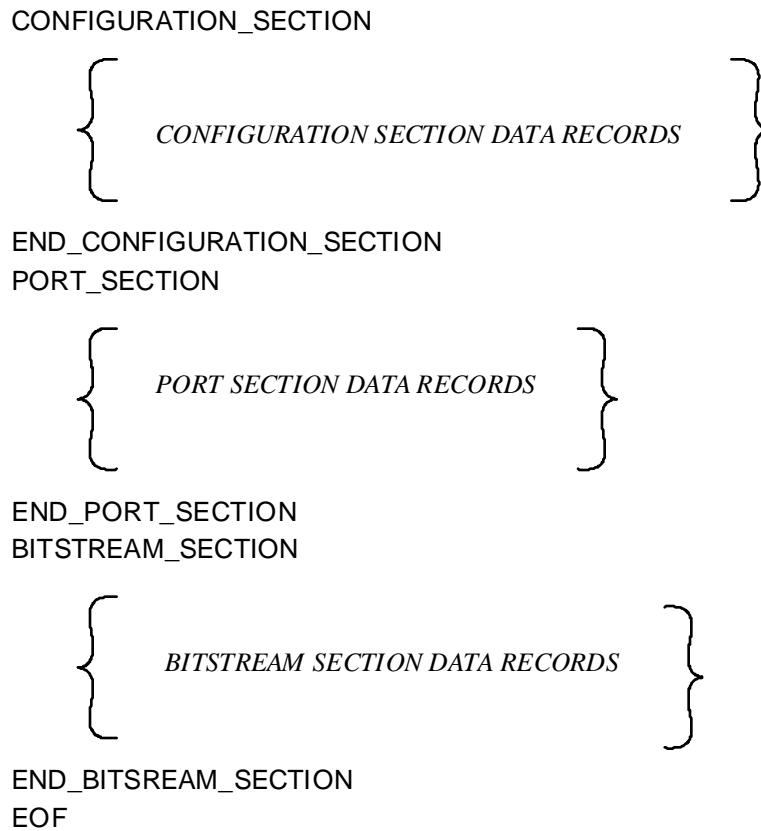 CONFIGURATION_SECTION
CONFIGURATION SECTION DATA RECORDS
END_CONFIGURATION_SECTION
PORT_SECTION
PORT SECTION DATA RECORDS
END_PORT_SECTION
BITSTREAM_SECTION
BITSTREAM SECTION DATA RECORDS
END_BITSREAM_SECTION
EOF